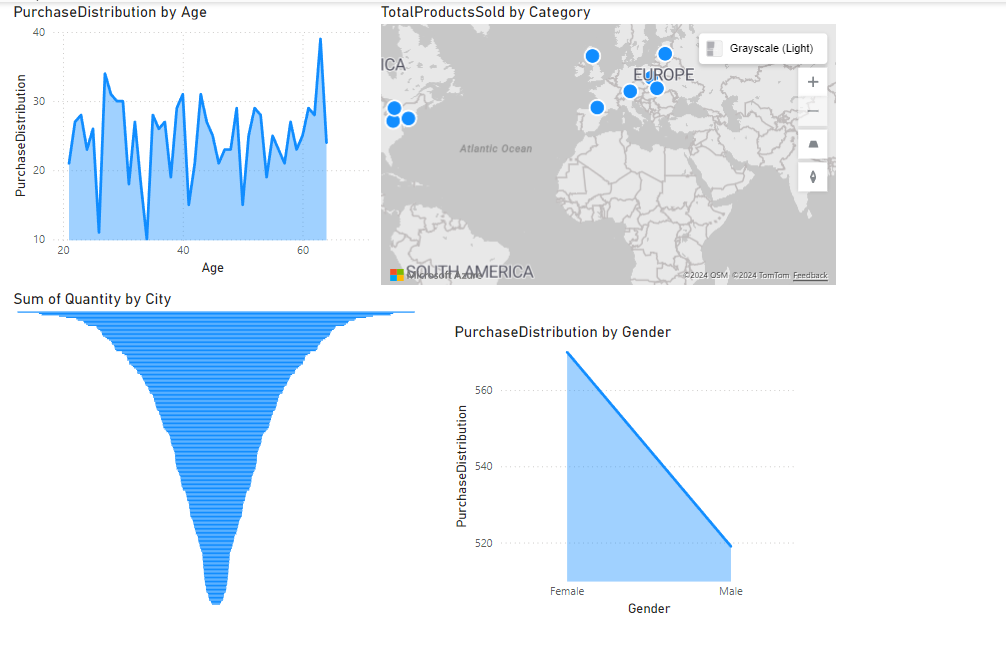 PurchaseDistribution by Age
PurchaseDistribution
40
30
20
10
20
40
60
Age
TotalProductsSold by Category
ICA
EUROPE
Grayscale (Light)
Atlantic Ocean
SOUTH AMERICA
Microsoft Azure
©2024 OSM ©2024 TomTom Feedback
Sum of Quantity by City
PurchaseDistribution by Gender
PurchaseDistribution
560
540
520
Female
Male
Gender